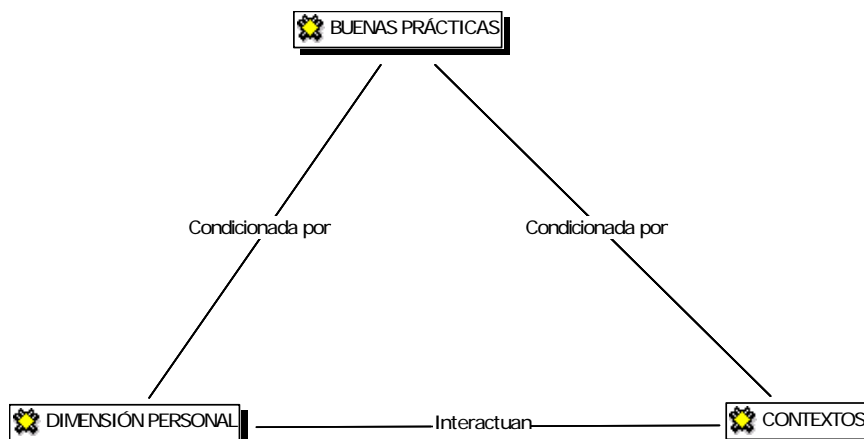 BUENAS PRÁCTICAS
Condicionada por
Condicionada por
DIMENSIÓN PERSONAL
Interactuan
CONTEXTOS